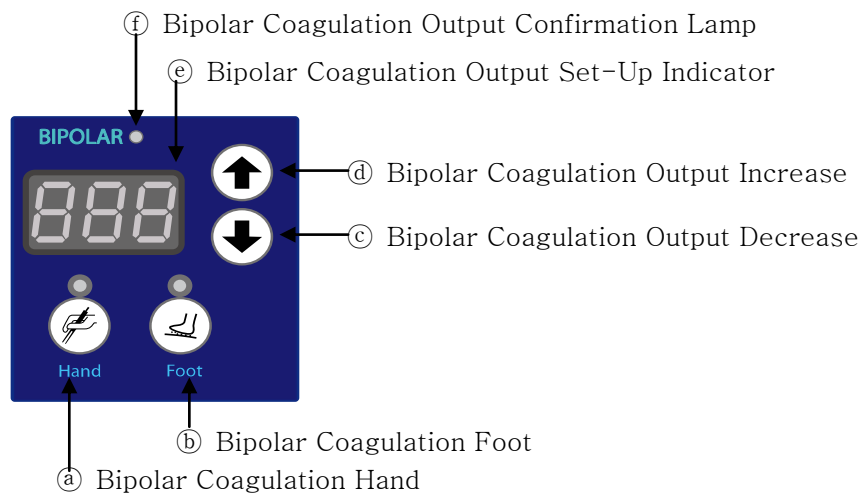 ⓕ Bipolar Coagulation Output Confirmation Lamp
ⓔ Bipolar Coagulation Output Set-Up Indicator
BIPOLAR
888
ⓓ Bipolar Coagulation Output Increase
ⓒ Bipolar Coagulation Output Decrease
Hand
Foot
ⓑ Bipolar Coagulation Foot
ⓐ Bipolar Coagulation Hand